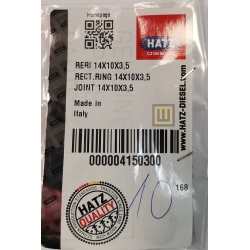 Homepage
HATZ
DIESEL
RERI 14X10X3,5
RECT.RING 14X10X3,5
JOINT 14X10X3,5
Made in
Italy
www.HATZ-DIESEL.com
000004150300
168
HATZ
QUALITY
10